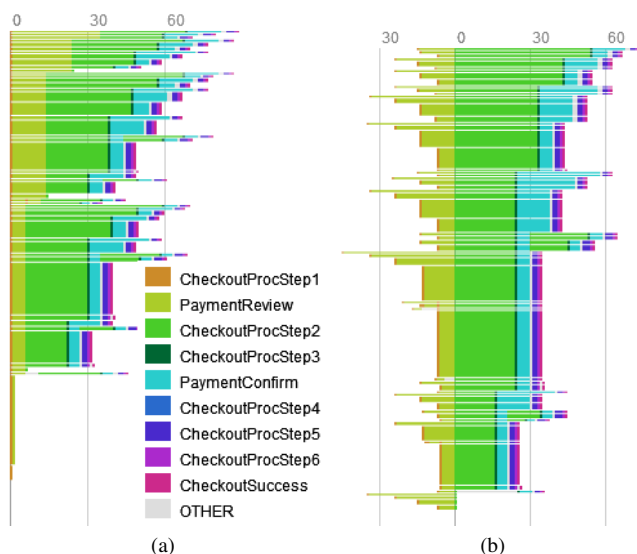 0 30 60
30 0 30 60
CheckoutProcStep1
PaymentReview
CheckoutProcStep2
CheckoutProcStep3
PaymentConfirm
CheckoutProcStep4
CheckoutProcStep5
CheckoutProcStep6
CheckoutSuccess
OTHER
(a)
(b)